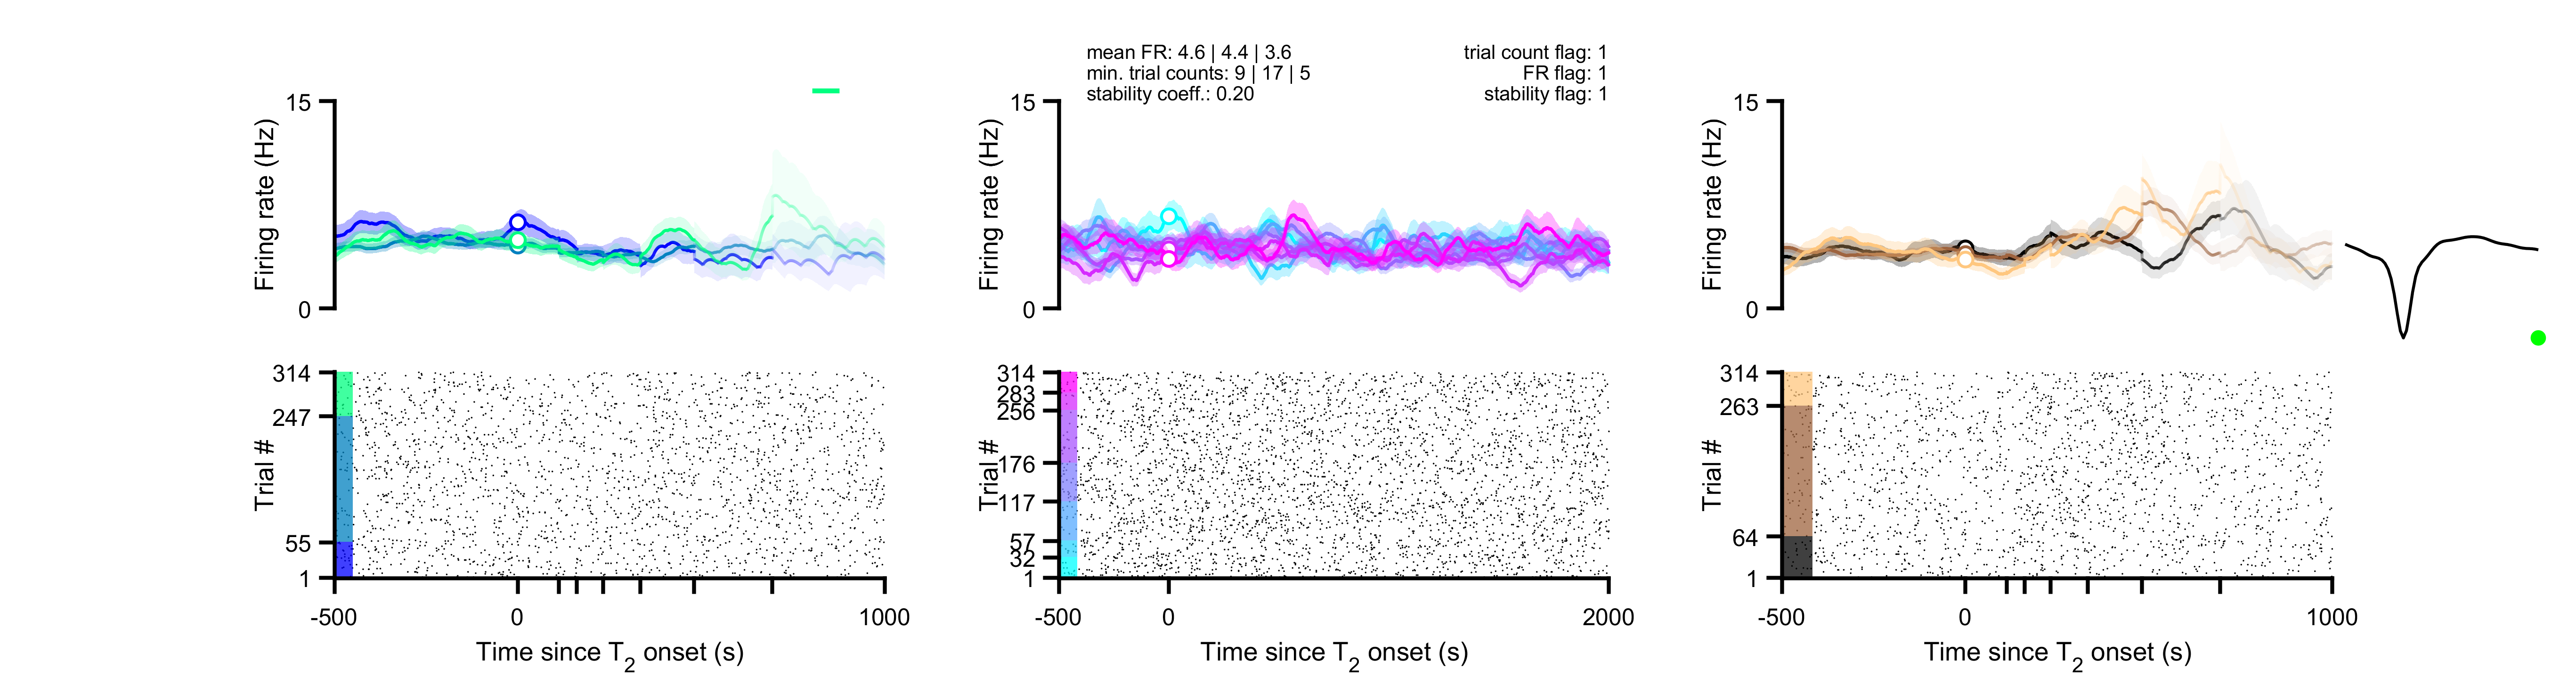 mean FR: 4.6 | 4.4 | 3.6
min. trial counts: 9 | 17 | 5
stability coeff.: 0.20
trial count flag: 1
FR flag: 1
stability flag: 1
15
Firing rate (Hz)
0
15
Firing rate (Hz)
0
15
Firing rate (Hz)
0
314
247
Trial #
55
1
-500
0
1000
Time since T2 onset (s)
314
283
256
Trial #
176
117
57
32
1
-500
0
2000
Time since T2 onset (s)
314
263
Trial #
64
1
-500
0
1000
Time since T2 onset (s)